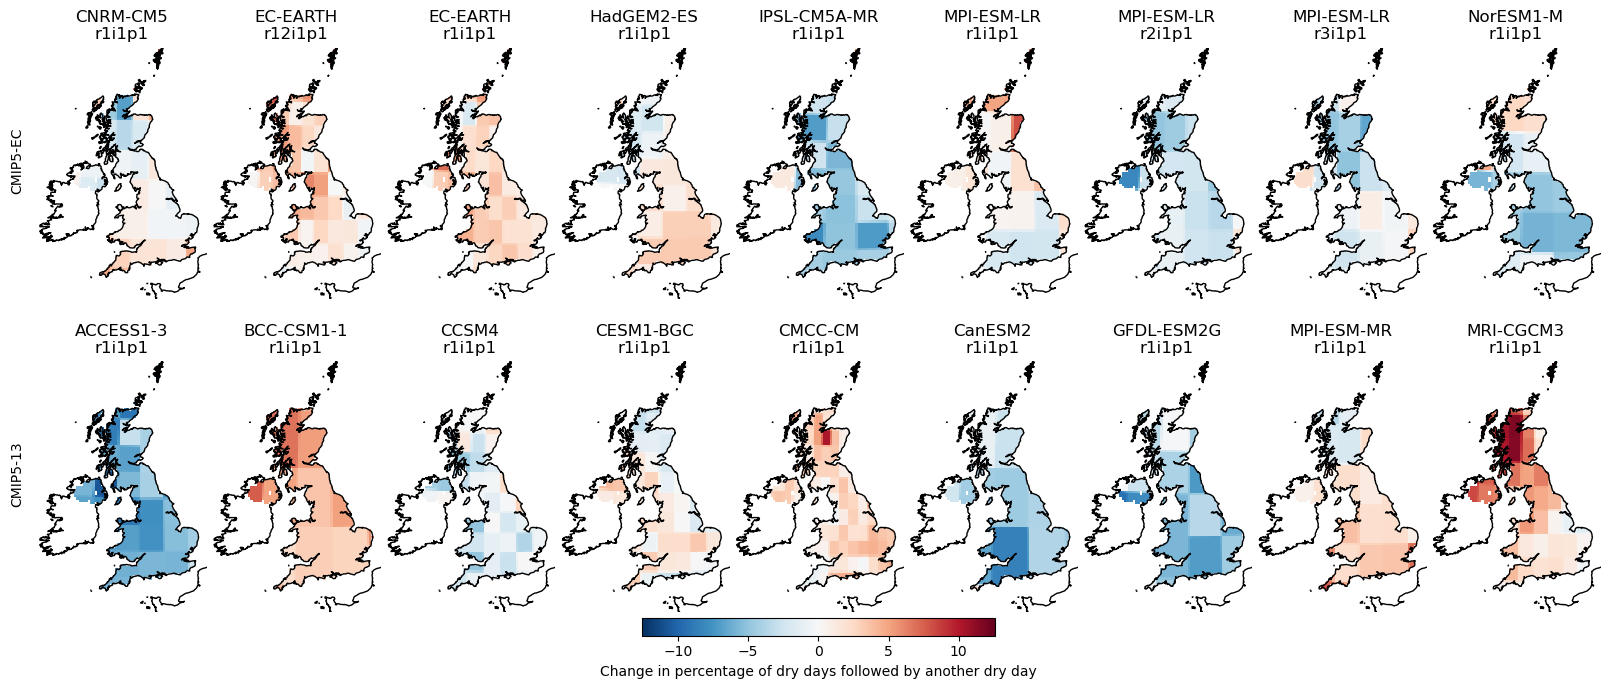 CNRM-CM5
r1i1p1
EC-EARTH
r12i1p1
EC-EARTH
r1i1p1
HadGEM2-ES
r1i1p1
IPSL-CM5A-MR
r1i1p1
MPI-ESM-LR
r1i1p1
MPI-ESM-LR
r2i1p1
MPI-ESM-LR
r3i1p1
NorESM1-M
r1i1p1
CMIP5-EC
ACCESS1-3
r1i1p1
BCC-CSM1-1
r1i1p1
CCSM4
r1i1p1
CESM1-BGC
r1i1p1
CMCC-CM
r1i1p1
CanESM2
r1i1p1
GFDL-ESM2G
r1i1p1
MPI-ESM-MR
r1i1p1
MRI-CGCM3
r1i1p1
CMIP5-13
−10 −5 0 5 10
Change in percentage of dry days followed by another dry day